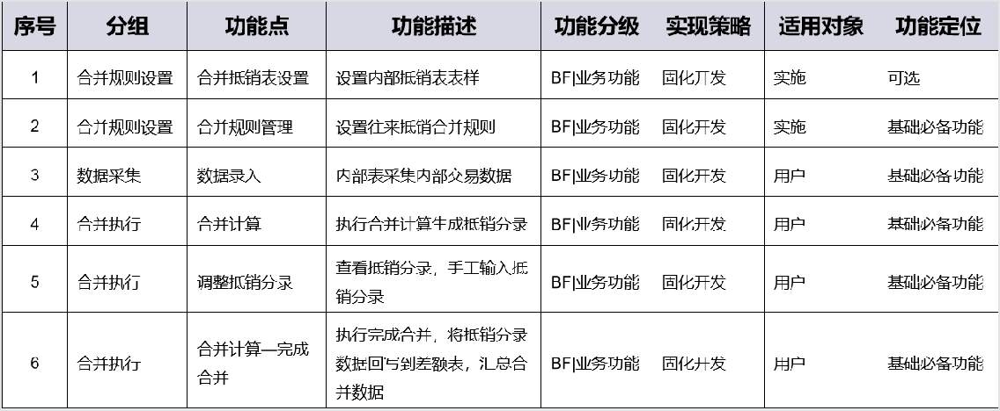 序号 分组 功能点 功能描述 功能分级 实现策略 适用对象 功能定位
1 合并规则设置 合并抵销表设置 设置内部抵销表表样 BF|业务功能 固化开发 实施 可选
2 合并规则设置 合并规则管理 设置往来抵销合并规则 BF|业务功能 固化开发 实施 基础必备功能
3 数据采集 数据录入 内部表采集内部交易数据 BF|业务功能 固化开发 用户 基础必备功能
4 合并执行 合并计算 执行合并计算生成抵销分录 BF|业务功能 固化开发 用户 基础必备功能
5 合并执行 调整抵销分录 查看抵销分录，手工输入抵
销分录 BF|业务功能 固化开发 用户 基础必备功能
6 合并执行 合并计算—完成
合并 执行完成合并，将抵销分录
数据回写到差额表，汇总合
并数据 BF|业务功能 固化开发 用户 基础必备功能